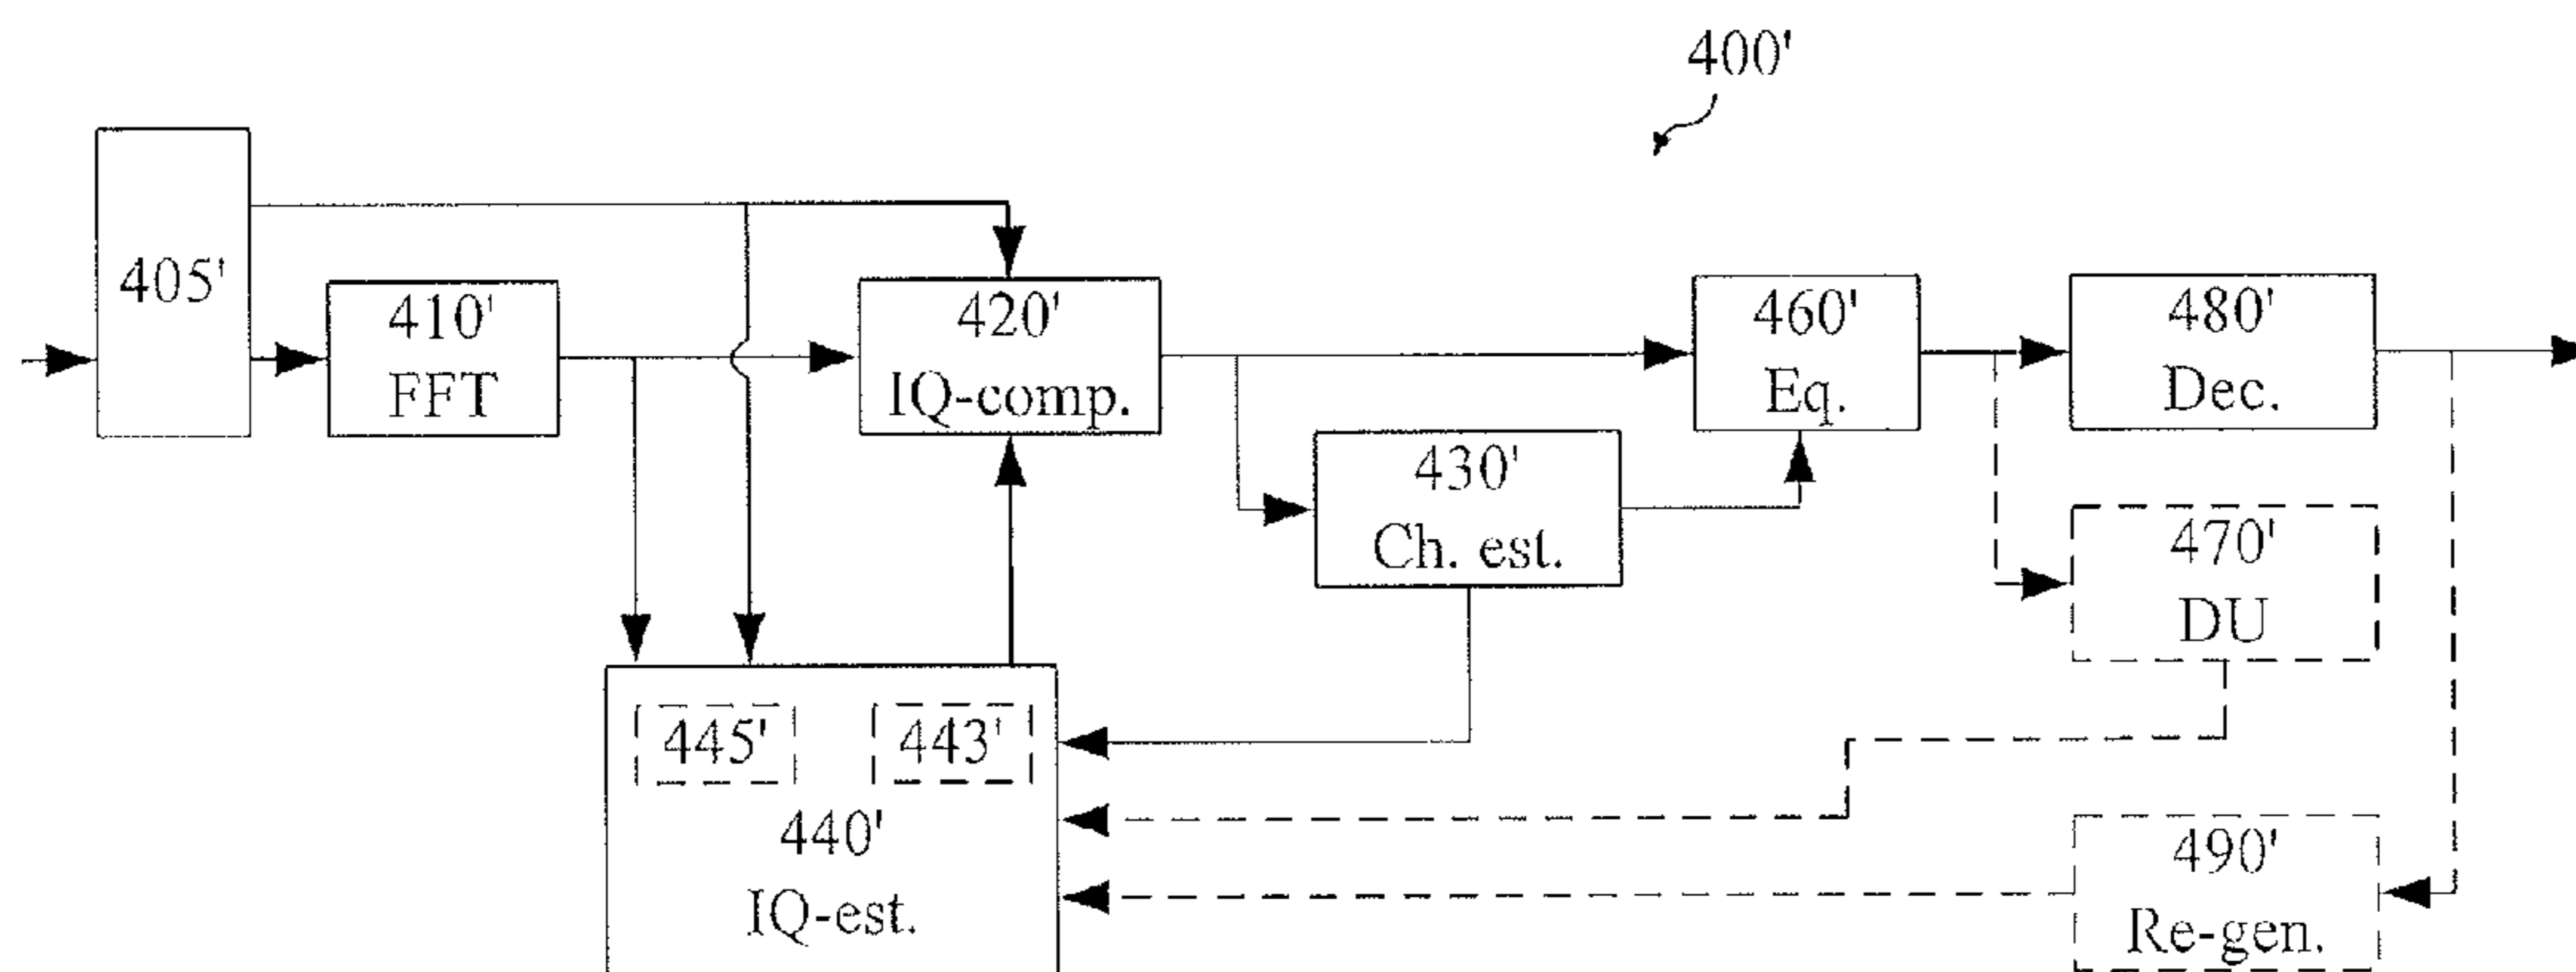 400'
405'
410'
FFT
420'
IQ-comp.
460'
Eq.
480'
Dec.
430'
Ch. est.
470'
DU
445'
443'
440'
IQ-est.
490'
Re-gen.